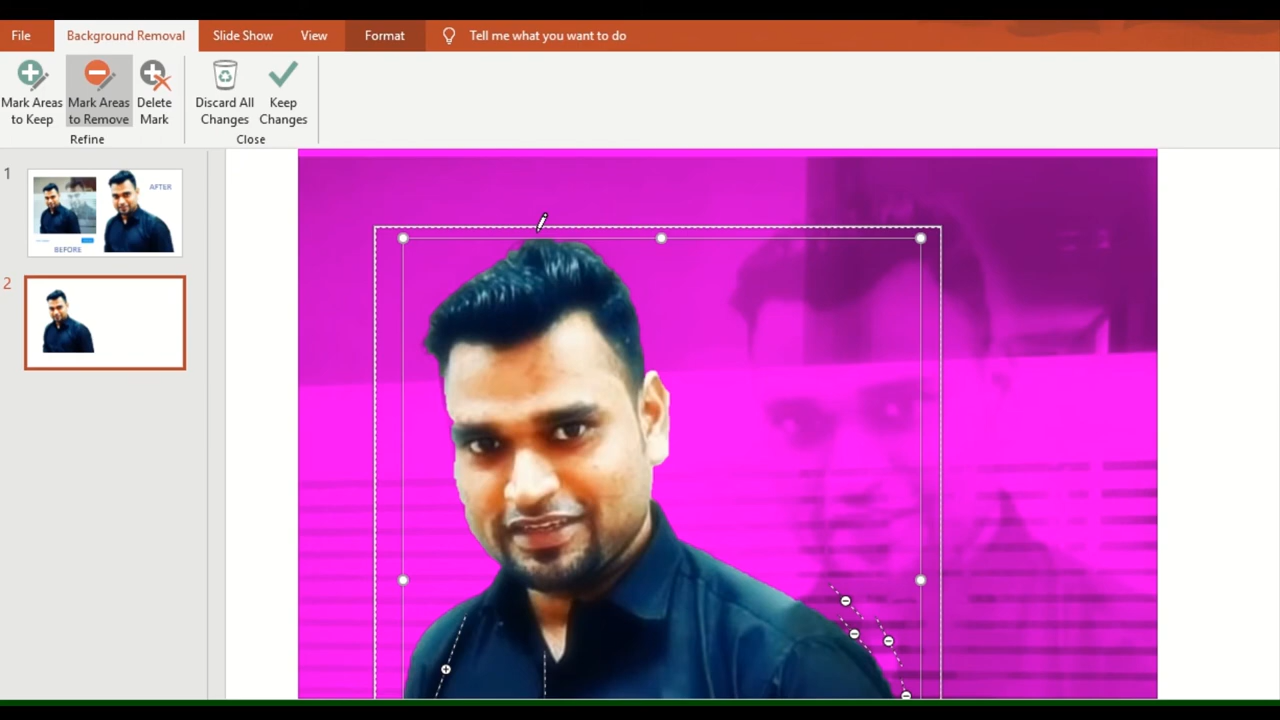 File Background Removal Slide Show View Format Tell me what you want to do
Mark Areas to Keep
Mark Areas to Remove
Delete Mark
Discard All Changes
Keep Changes
Refine
Close
1
AFTER
BEFORE
2